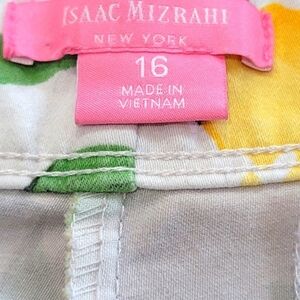 ISAAC MIZRAHI
NEW YORK
16
MADE IN
VIETNAM